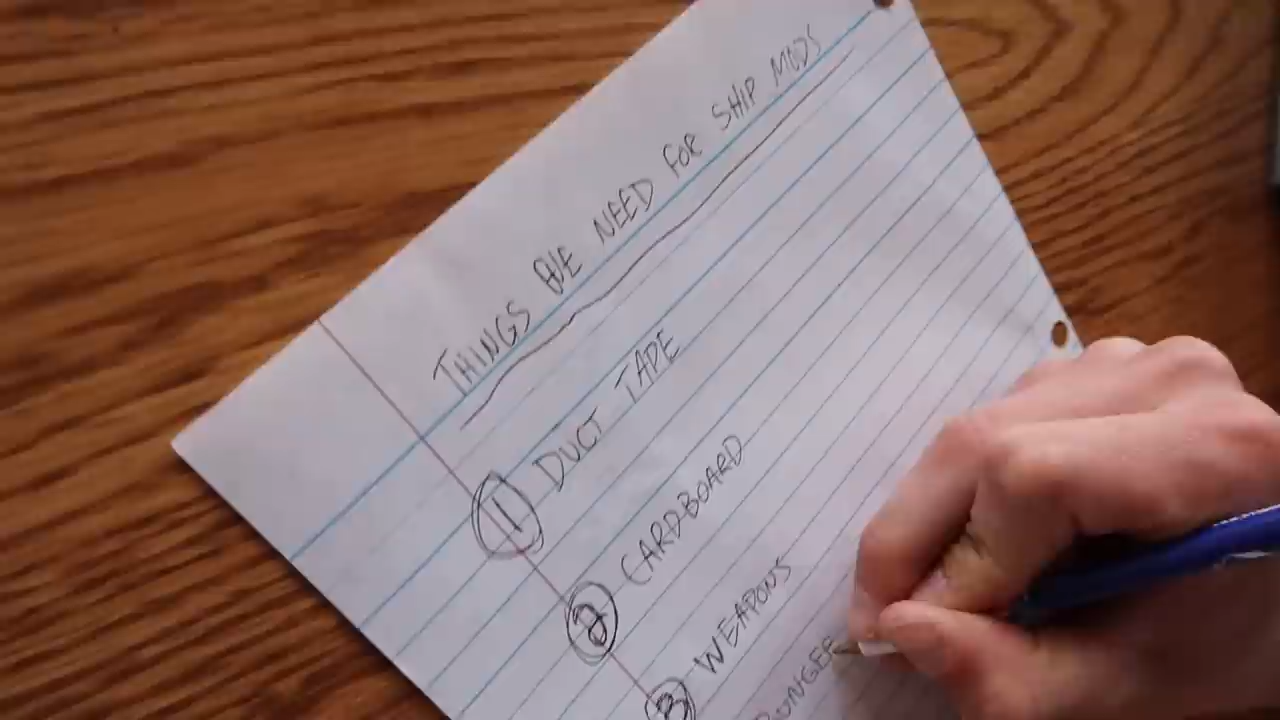 THINGS WE NEED FOR SHIP MODS
1 DUCT TAPE
2 CARDBOARD
3 WEAPONS